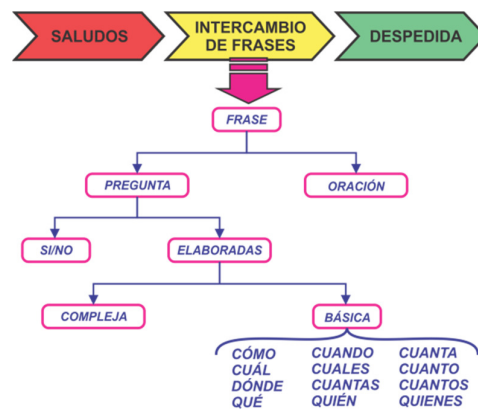 SALUDOS
INTERCAMBIO
DE FRASES
DESPEDIDA
FRASE
PREGUNTA
ORACIÓN
SI/NO
ELABORADAS
COMPLEJA
BÁSICA
CÓMO CUANDO CUANTA
CUÁL CUALES CUANTO
DÓNDE CUANTAS CUANTOS
QUÉ QUIÉN QUIENES